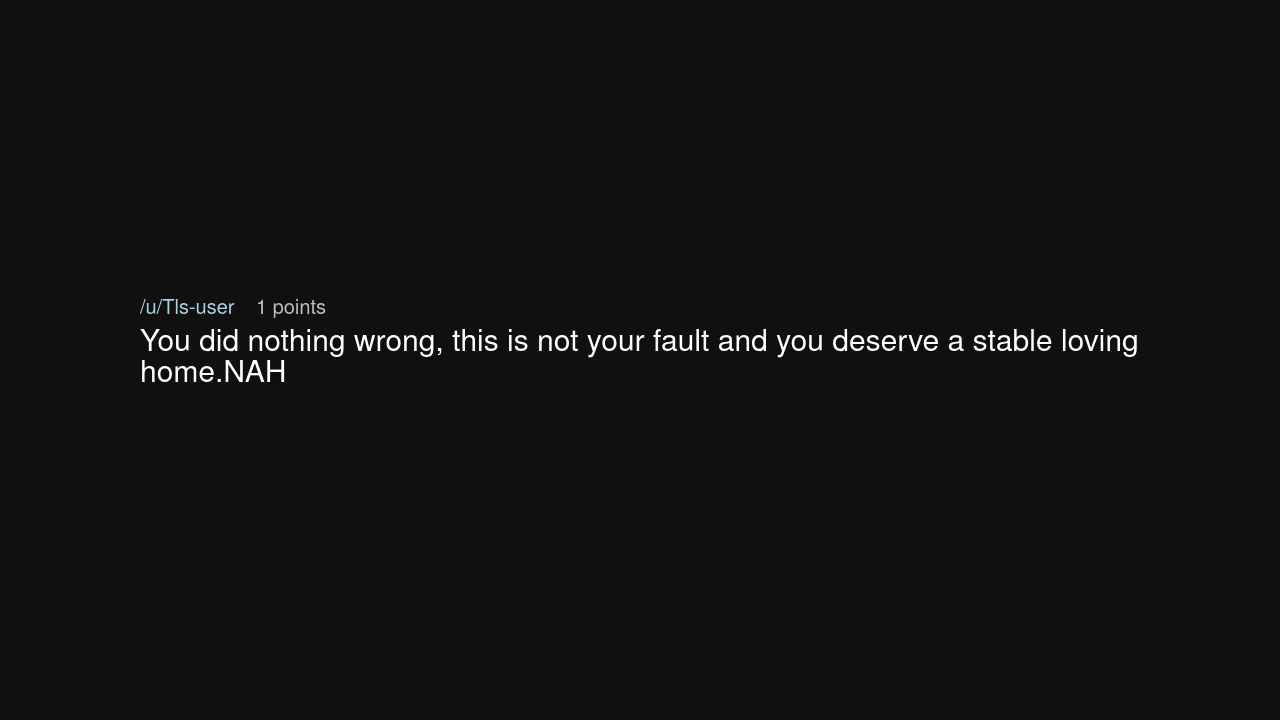 /u/Tls-user 1 points
You did nothing wrong, this is not your fault and you deserve a stable loving
home.NAH